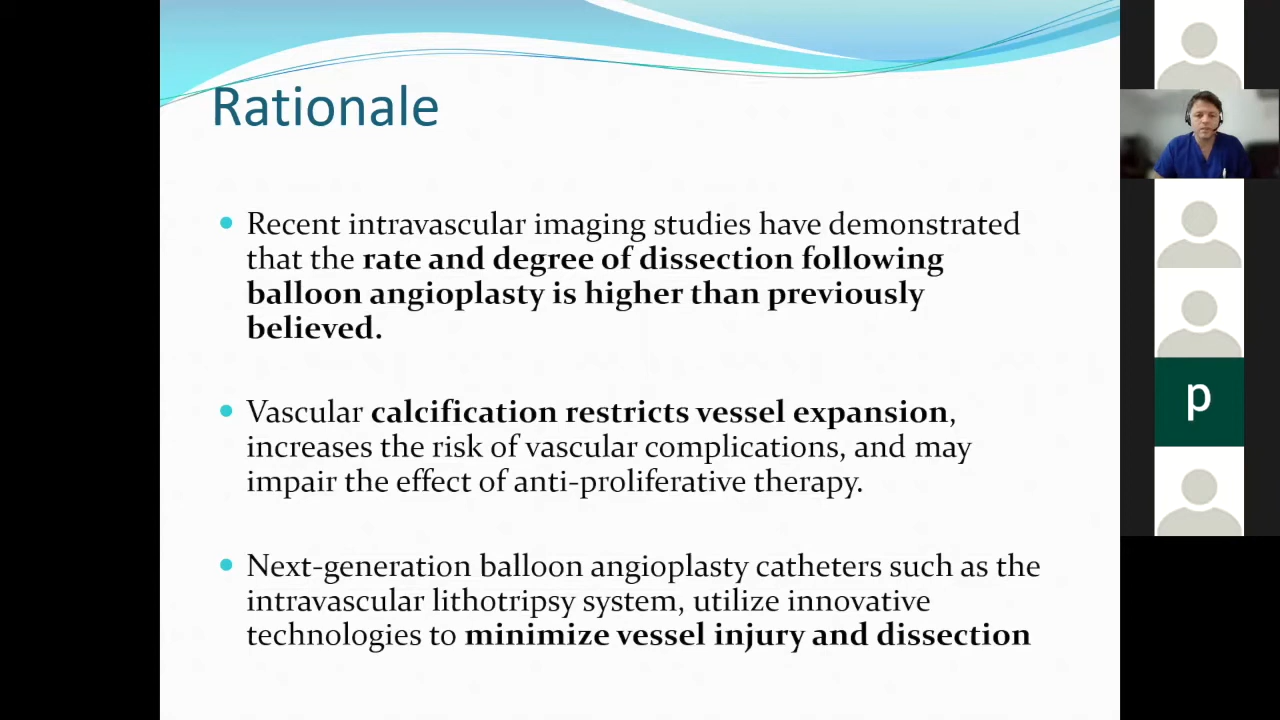 Rationale
Recent intravascular imaging studies have demonstrated
that the rate and degree of dissection following
balloon angioplasty is higher than previously
believed.
Vascular calcification restricts vessel expansion,
increases the risk of vascular complications, and may
impair the effect of anti-proliferative therapy.
Next-generation balloon angioplasty catheters such as the
intravascular lithotripsy system, utilize innovative
technologies to minimize vessel injury and dissection
p